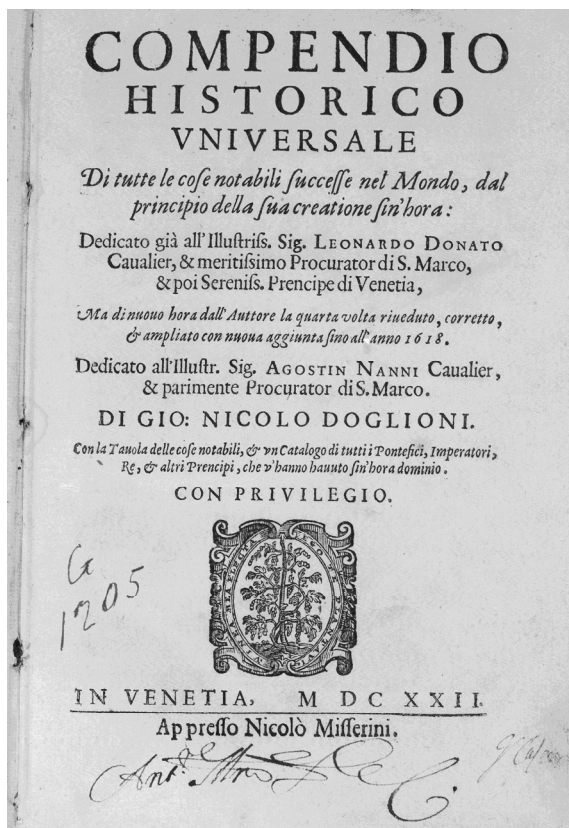 COMPENDIO
HISTORICO
VNIVERSALE
Di tutte le cose notabili successe nel Mondo, dal
principio della sua creatione sin'hora:
Dedicato già all'Illustriss. Sig. LEONARDO DONATO
Caualier, & meritissimo Procurator di S. Marco,
& poi Sereniss. Prencipe di Venetia,
Ma di nuouo hora dall'Auttore la quarta volta riueduto, corretto,
& ampliato con nuoua aggiunta sino all'anno 1618.
Dedicato all'Illustr. Sig. AGOSTIN NANNI Caualier,
& parimente Procurator di S. Marco.
DI GIO: NICOLO DOGLIONI.
Con la Tauola delle cose notabili, & vn Catalogo di tutti i Pontefici, Imperatori,
Re, & altri Prencipi, che v'hanno hauuto sin'hora dominio.
CON PRIVILEGIO.
1205
IN VENETIA, M DC XXII.
Appresso Nicolò Misserini.